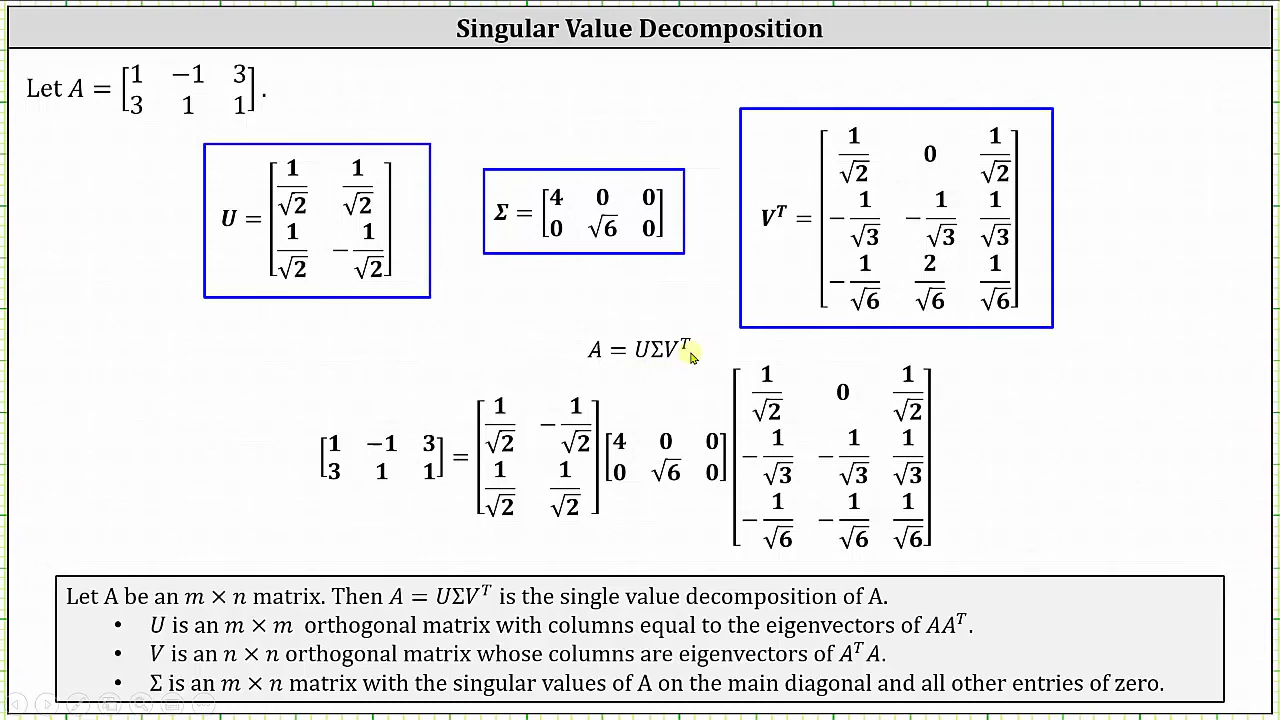 Singular Value Decomposition
Let A = [1 −1 3; 3 1 1].
U = [1/√2 1/√2; 1/√2 −1/√2]
Σ = [4 0 0; 0 √6 0]
Vᵀ = [1/√2 0 1/√2; −1/√3 −1/√3 1/√3; −1/√6 2/√6 1/√6]
A = UΣVᵀ
[1 −1 3; 3 1 1] = [1/√2 −1/√2; 1/√2 1/√2] [4 0 0; 0 √6 0] [1/√2 0 1/√2; −1/√3 −1/√3 1/√3; −1/√6 −1/√6 1/√6]
Let A be an m × n matrix. Then A = UΣVᵀ is the single value decomposition of A.
• U is an m × m orthogonal matrix with columns equal to the eigenvectors of AAᵀ.
• V is an n × n orthogonal matrix whose columns are eigenvectors of AᵀA.
• Σ is an m × n matrix with the singular values of A on the main diagonal and all other entries of zero.